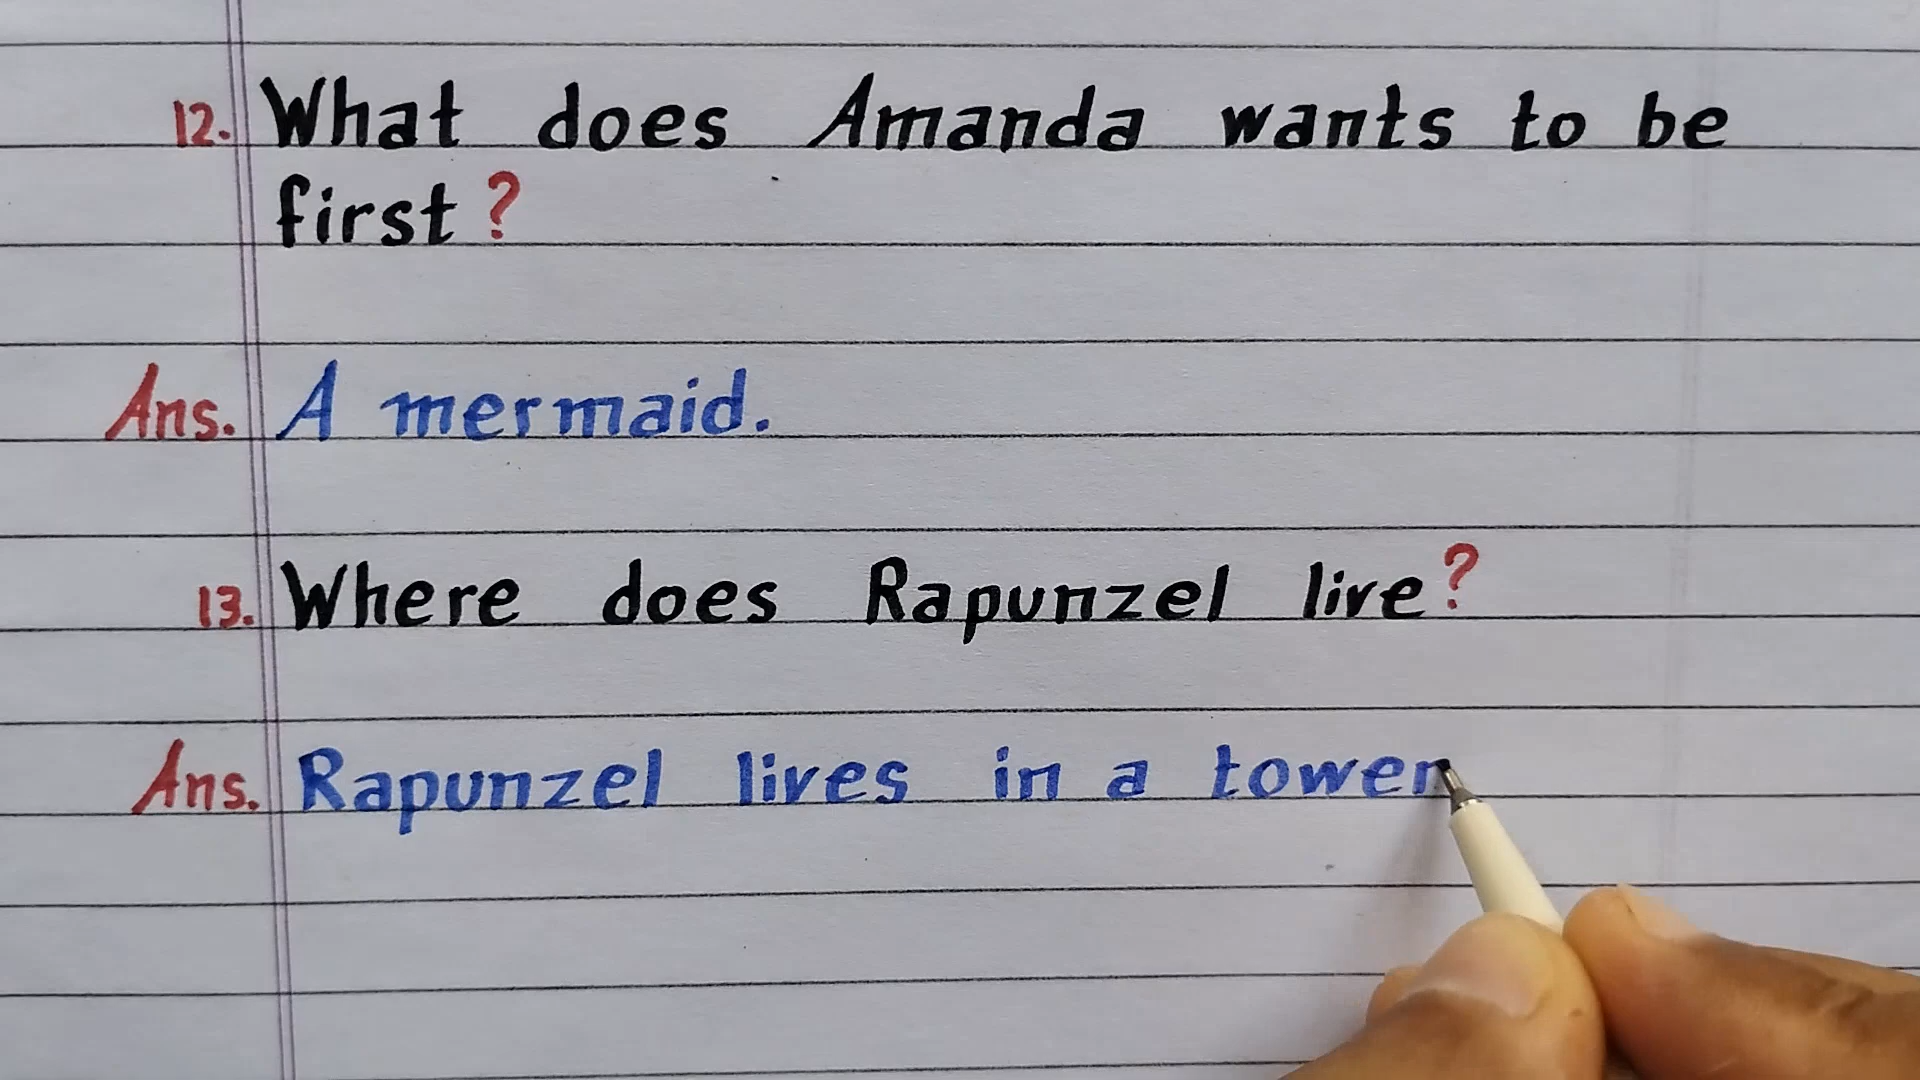 12. What does Amanda wants to be
first?
Ans. A mermaid.
13. Where does Rapunzel live?
Ans. Rapunzel lives in a tower